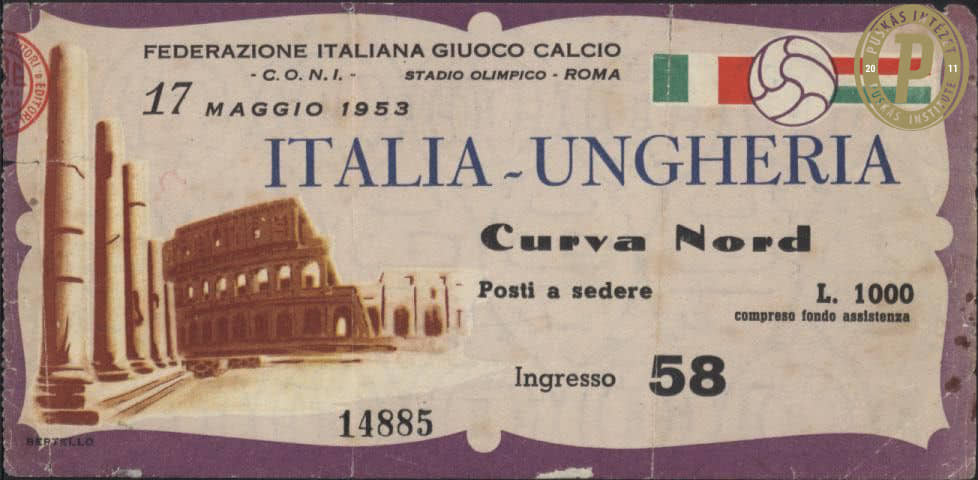 FEDERAZIONE ITALIANA GIUOCO CALCIO
- C.O.N.I. - STADIO OLIMPICO - ROMA
17 MAGGIO 1953
ITALIA - UNGHERIA
Curva Nord
Posti a sedere
L. 1000
compreso fondo assistenza
Ingresso 58
14885
BERTELLO
PUSKÁS INTÉZET
20 P 11
PUSKÁS INSTITUTE